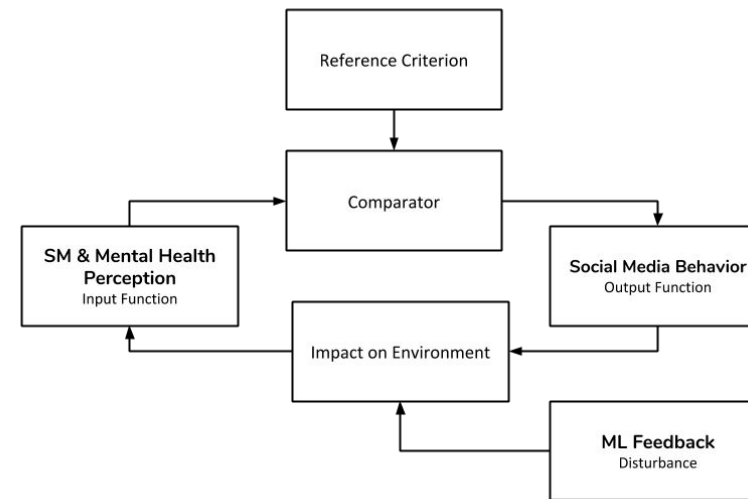 Reference Criterion
Comparator
SM & Mental Health
Perception
Input Function
Social Media Behavior
Output Function
Impact on Environment
ML Feedback
Disturbance